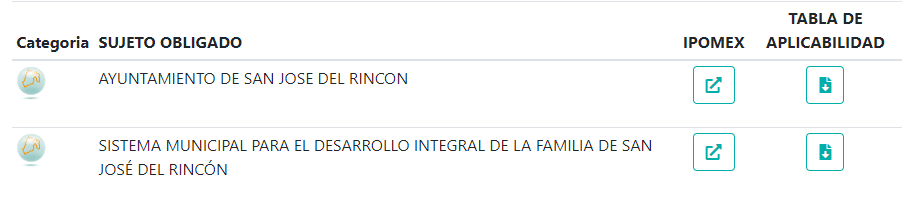 TABLA DE
Categoria SUJETO OBLIGADO IPOMEX APLICABILIDAD
AYUNTAMIENTO DE SAN JOSE DEL RINCON
SISTEMA MUNICIPAL PARA EL DESARROLLO INTEGRAL DE LA FAMILIA DE SAN
JOSÉ DEL RINCÓN